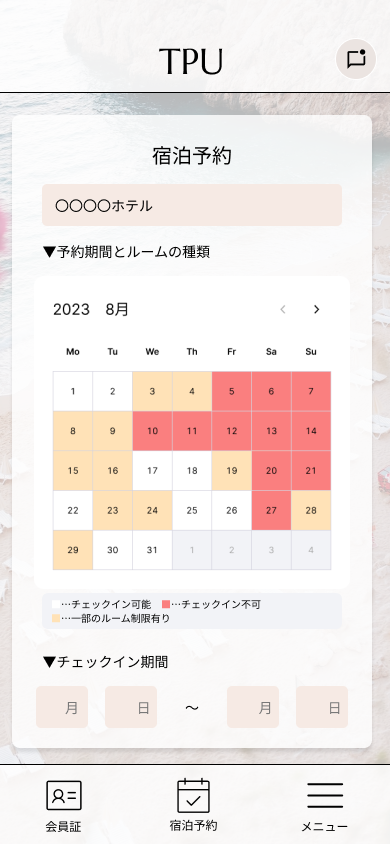 TPU
宿泊予約
〇〇〇〇ホテル
▼予約期間とルームの種類
2023 8月
Mo Tu We Th Fr Sa Su
1 2 3 4 5 6 7
8 9 10 11 12 13 14
15 16 17 18 19 20 21
22 23 24 25 26 27 28
29 30 31 1 2 3 4
…チェックイン可能 …チェックイン不可
…一部のルーム制限有り
▼チェックイン期間
月 日 〜 月 日
会員証 宿泊予約 メニュー